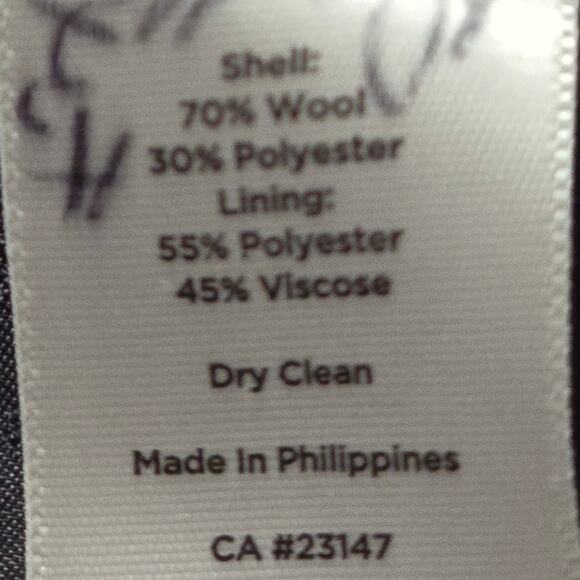 Shell:
70% Wool
30% Polyester
Lining:
55% Polyester
45% Viscose
Dry Clean
Made In Philippines
CA #23147